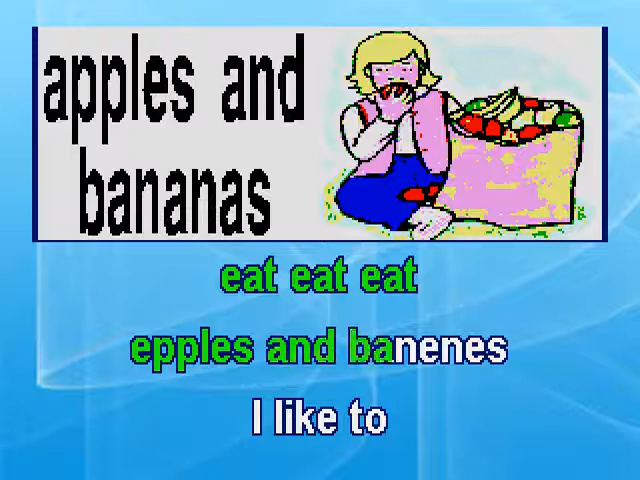 apples and
bananas
eat eat eat
epples and banenes
I like to